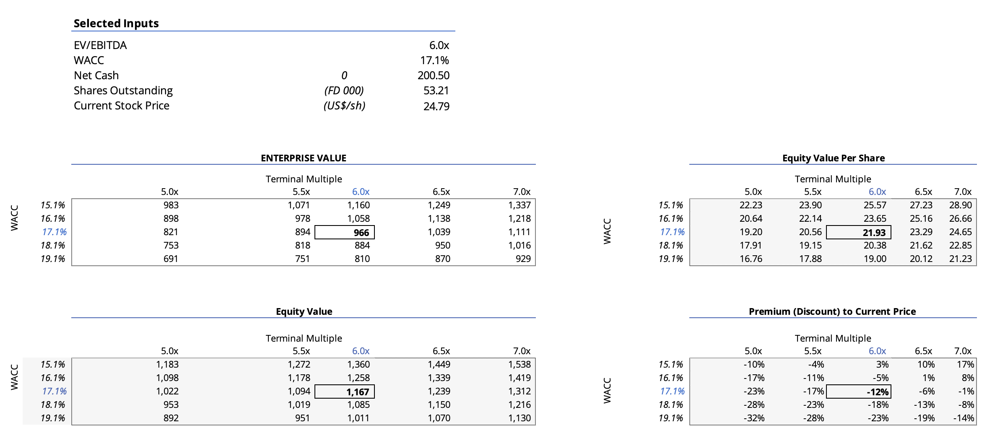 Selected Inputs
EV/EBITDA 6.0x
WACC 17.1%
Net Cash 0 200.50
Shares Outstanding (FD 000) 53.21
Current Stock Price (US$/sh) 24.79
ENTERPRISE VALUE
Terminal Multiple
5.0x 5.5x 6.0x 6.5x 7.0x
WACC
15.1% 983 1,071 1,160 1,249 1,337
16.1% 898 978 1,058 1,138 1,218
17.1% 821 894 966 1,039 1,111
18.1% 753 818 884 950 1,016
19.1% 691 751 810 870 929
Equity Value Per Share
Terminal Multiple
5.0x 5.5x 6.0x 6.5x 7.0x
WACC
15.1% 22.23 23.90 25.57 27.23 28.90
16.1% 20.64 22.14 23.65 25.16 26.66
17.1% 19.20 20.56 21.93 23.29 24.65
18.1% 17.91 19.15 20.38 21.62 22.85
19.1% 16.76 17.88 19.00 20.12 21.23
Equity Value
Terminal Multiple
5.0x 5.5x 6.0x 6.5x 7.0x
WACC
15.1% 1,183 1,272 1,360 1,449 1,538
16.1% 1,098 1,178 1,258 1,339 1,419
17.1% 1,022 1,094 1,167 1,239 1,312
18.1% 953 1,019 1,085 1,150 1,216
19.1% 892 951 1,011 1,070 1,130
Premium (Discount) to Current Price
Terminal Multiple
5.0x 5.5x 6.0x 6.5x 7.0x
WACC
15.1% -10% -4% 3% 10% 17%
16.1% -17% -11% -5% 1% 8%
17.1% -23% -17% -12% -6% -1%
18.1% -28% -23% -18% -13% -8%
19.1% -32% -28% -23% -19% -14%